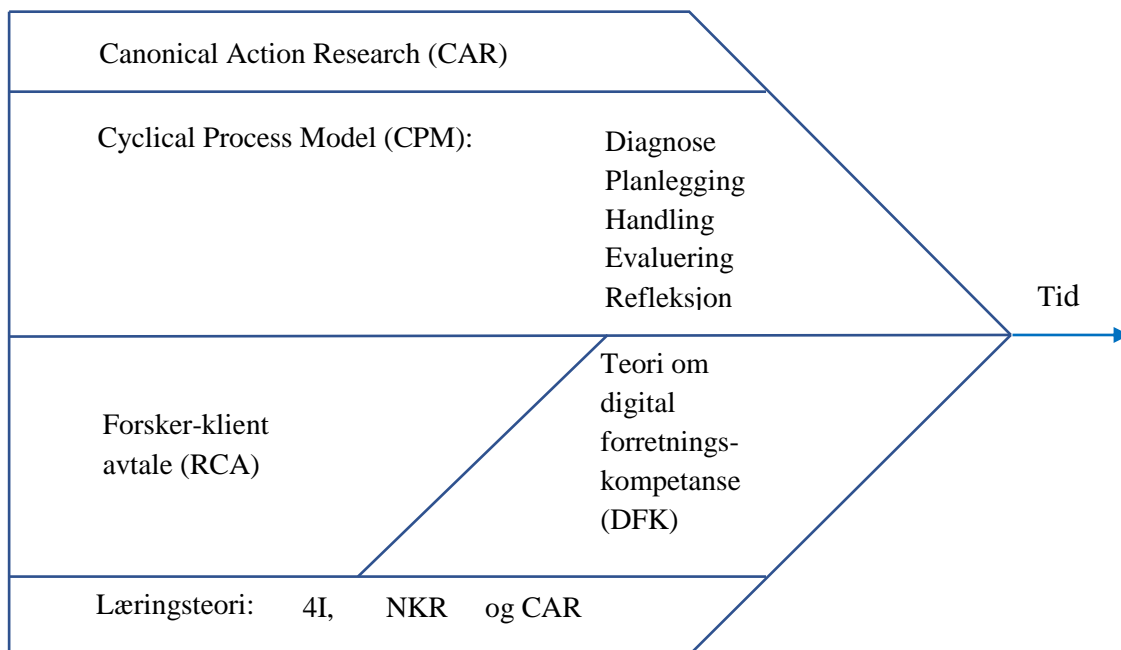 Canonical Action Research (CAR)
Cyclical Process Model (CPM):
Diagnose
Planlegging
Handling
Evaluering
Refleksjon
Tid
Forsker-klient
avtale (RCA)
Teori om
digital
forretnings-
kompetanse
(DFK)
Læringsteori: 4I, NKR og CAR